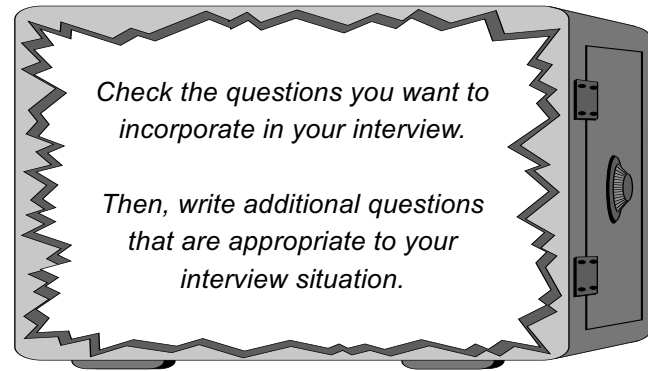 Check the questions you want to
incorporate in your interview.
Then, write additional questions
that are appropriate to your
interview situation.